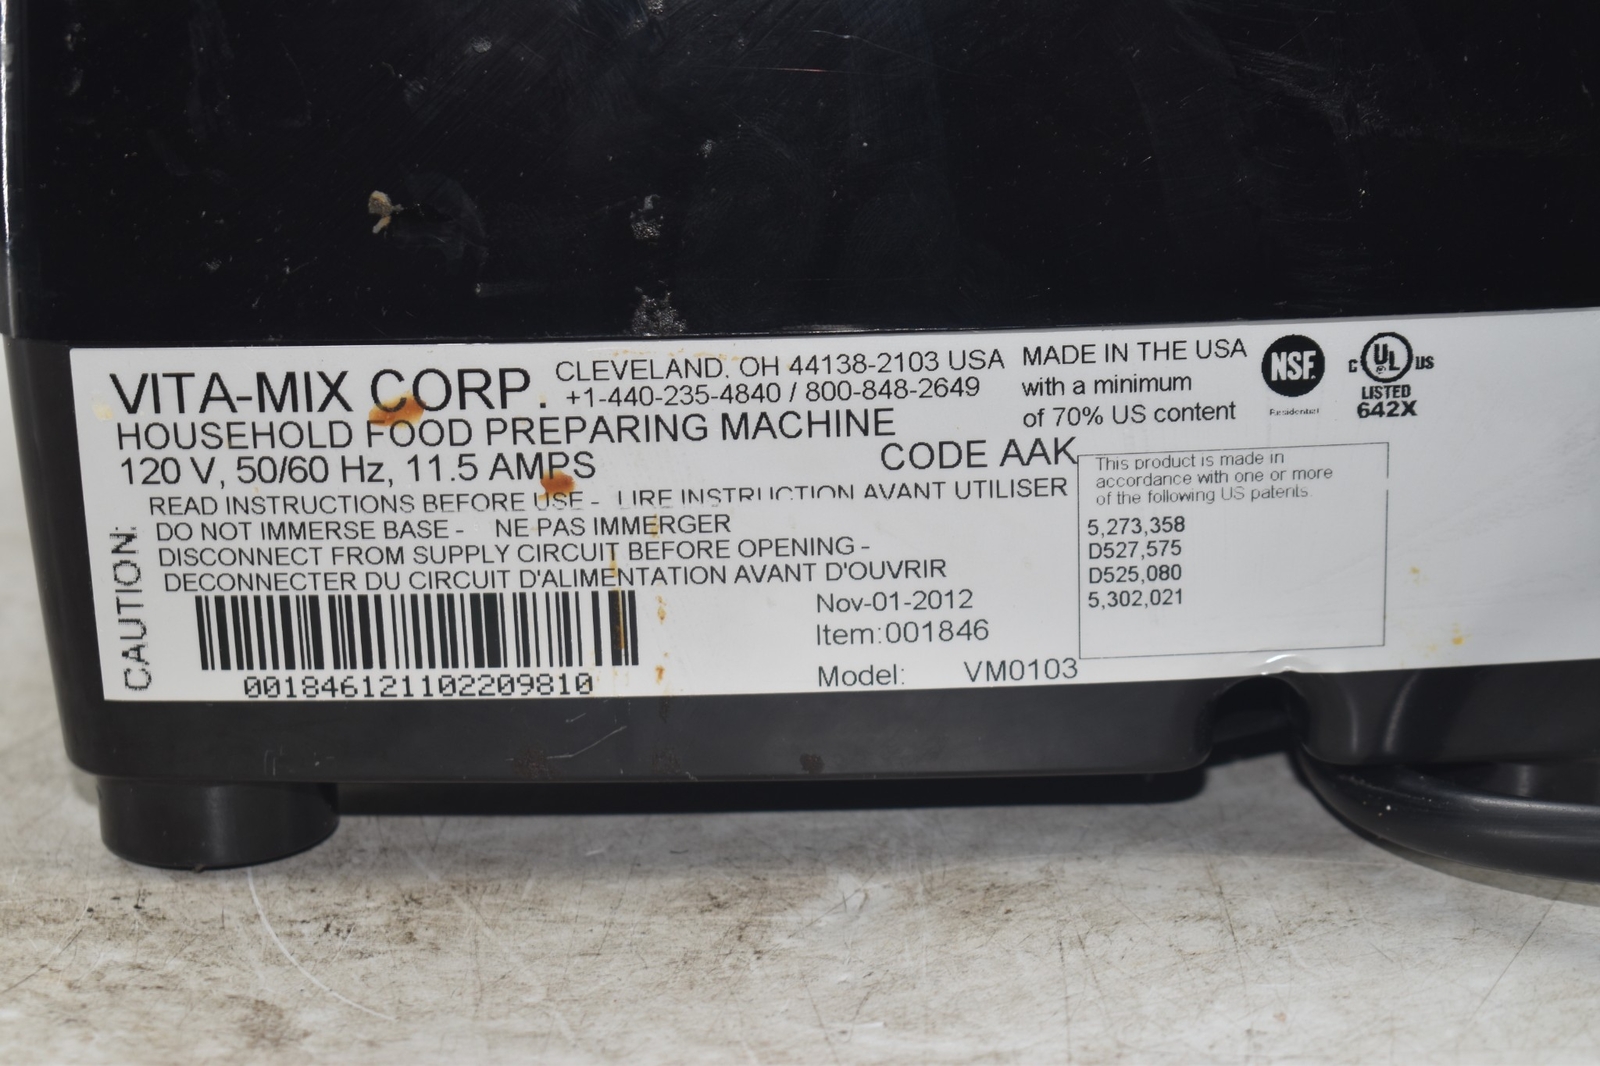 VITA-MIX CORP.
CLEVELAND, OH 44138-2103 USA
+1-440-235-4840 / 800-848-2649
HOUSEHOLD FOOD PREPARING MACHINE
120 V, 50/60 Hz, 11.5 AMPS
CODE AAK
MADE IN THE USA
with a minimum
of 70% US content
NSF.
Residential
C UL US
LISTED
642X
CAUTION:
READ INSTRUCTIONS BEFORE USE - LIRE INSTRUCTION AVANT UTILISER
DO NOT IMMERSE BASE - NE PAS IMMERGER
DISCONNECT FROM SUPPLY CIRCUIT BEFORE OPENING -
DECONNECTER DU CIRCUIT D'ALIMENTATION AVANT D'OUVRIR
001846121102209810
Nov-01-2012
Item:001846
Model: VM0103
This product is made in
accordance with one or more
of the following US patents.
5,273,358
D527,575
D525,080
5,302,021